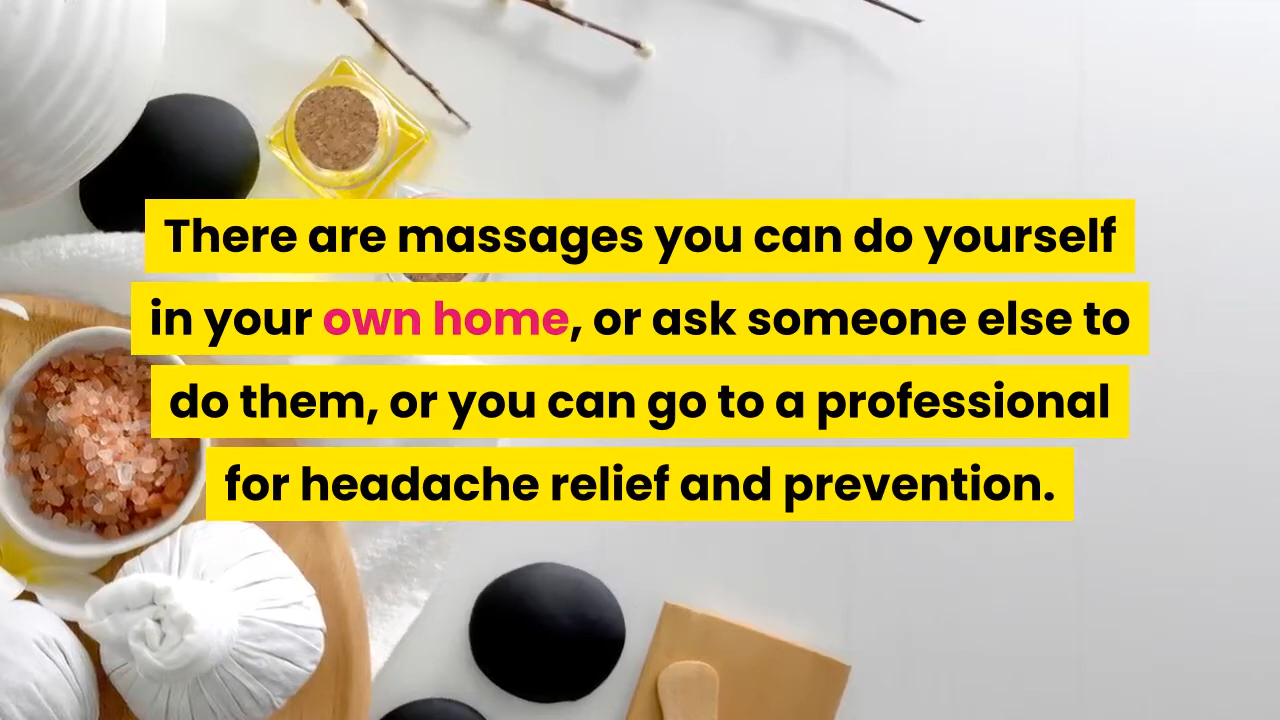 There are massages you can do yourself
in your own home, or ask someone else to
do them, or you can go to a professional
for headache relief and prevention.